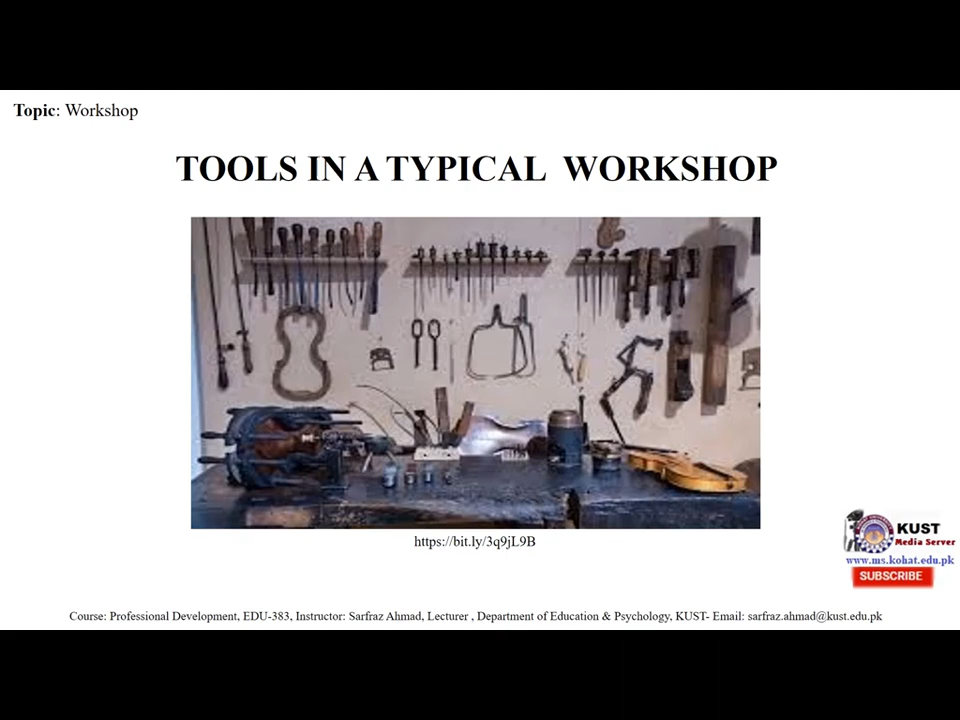 Topic: Workshop
TOOLS IN A TYPICAL WORKSHOP
https://bit.ly/3q9jL9B
KUST
Media Server
www.ms.kohat.edu.pk
SUBSCRIBE
Course: Professional Development, EDU-383, Instructor: Sarfraz Ahmad, Lecturer , Department of Education & Psychology, KUST- Email: sarfraz.ahmad@kust.edu.pk